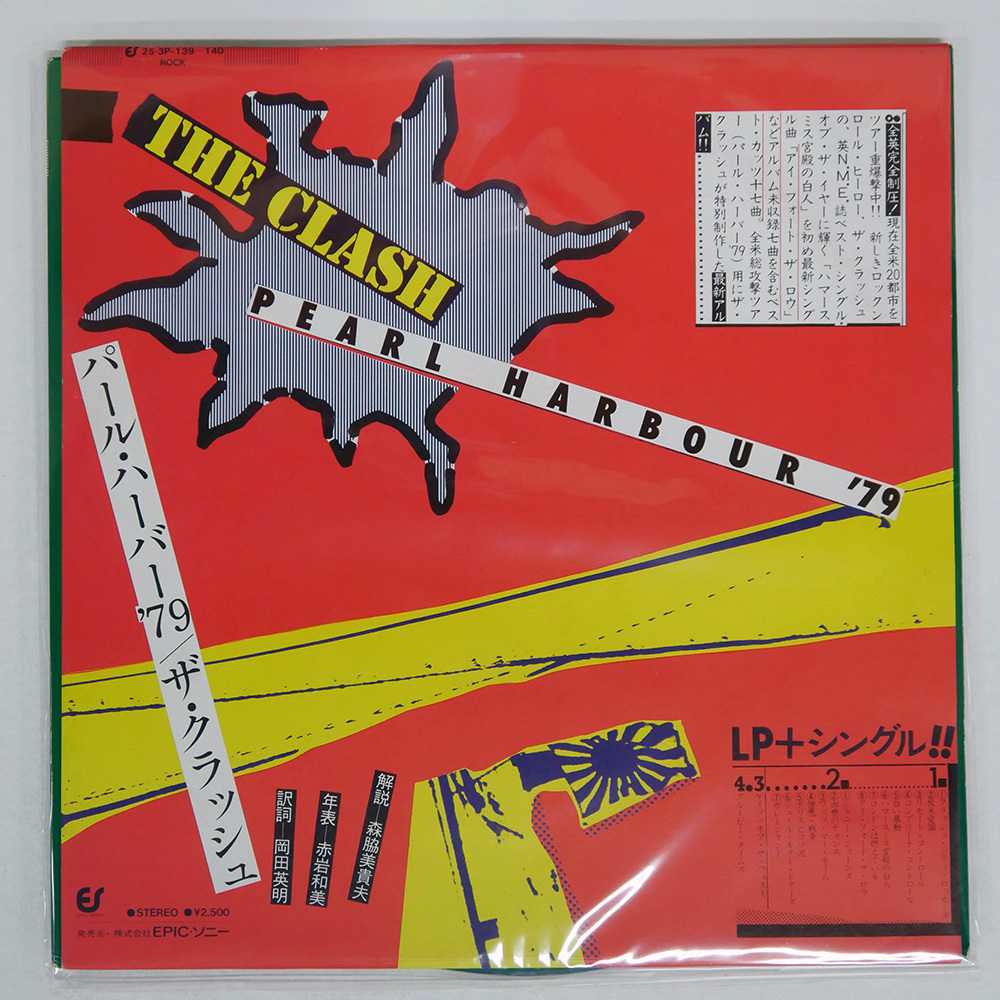 25・3P-139~140
ROCK
THE CLASH
PEARL HARBOUR '79
∞全英完全制圧!現在全米20都市を
ツアー重爆撃中!!新しきロックン
ロール・ヒーロー、ザ・クラッシュ
の、英N.M.E.誌ベスト・シングル・
オブ・ザ・イヤーに輝く「ハマース
ミス宮殿の白人」を初め最新シング
ル曲「アイ・フォート・ザ・ロウ」
などアルバム未収録七曲を含むベス
ト・カッツ十七曲。全米総攻撃ツア
ー(パール・ハーバー'79)用にザ・
クラッシュが特別制作した最新アル
バム!!
パール・ハーバー'79/ザ・クラッシュ
LP+シングル!!
4.3.......2■ 1■
解説 森脇美貴夫
年表―赤岩和美
訳詞―岡田英明
●STEREO ●¥2,500
発売元・株式会社EPIC・ソニー